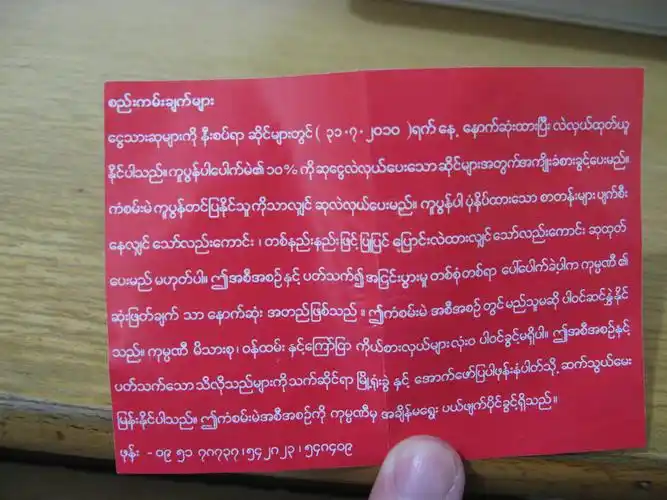 စည်းကမ်းချက်များ
ငွေသားဆုများကို နီးစပ်ရာ ဆိုင်များတွင် ( ၃၁-၇-၂၀၁၀ )ရက် နေ့ နောက်ဆုံးထားပြီး လဲလှယ်ထုတ်ယူ
နိုင်ပါသည်။ ကူပွန်ပါပေါက်မဲ၏ ၁၀% ကို ဆုငွေလဲလှယ်ပေးသော ဆိုင်များအတွက်အကျိုးခံစားခွင့်ပေးမည်။
ကံစမ်းမဲ ကူပွန်တင်ပြနိုင်သူ ကိုသာလျှင် ဆုလဲလှယ်ပေးမည်။ ကူပွန်ပါ ပုံနှိပ်ထားသော စာတန်းများ ပျက်စီး
နေလျှင် သော်လည်းကောင်း ၊ တစ်နည်းနည်းဖြင့် ပြုပြင် ပြောင်းလဲထားလျှင် သော်လည်းကောင်း ဆုထုတ်
ပေးမည် မဟုတ်ပါ။ ဤအစီအစဉ် နှင့် ပတ်သက်၍ အငြင်းပွားမှု တစ်စုံတစ်ရာ ပေါ်ပေါက်ခဲ့ပါက ကုမ္ပဏီ ၏
ဆုံးဖြတ်ချက် သာ နောက်ဆုံး အတည်ဖြစ်သည် ။ ဤကံစမ်းမဲ အစီအစဉ် တွင် မည်သူမဆို ပါဝင်ဆင်နွှဲနိုင်
သည်။ ကုမ္ပဏီ မိသားစု ၊ ဝန်ထမ်း နှင့်ကြော်ငြာ ကိုယ်စားလှယ်များလုံးဝ ပါဝင်ခွင့်မရှိပါ။ ဤအစီအစဉ်နှင့်
ပတ်သက်သော သိလိုသည်များကို သက်ဆိုင်ရာ မြို့ရုံးခွဲ နှင့် အောက်ဖော်ပြပါဖုန်းနံပါတ်သို့ ဆက်သွယ်မေး
မြန်းနိုင်ပါသည်။ ဤကံစမ်းမဲအစီအစဉ်ကို ကုမ္ပဏီမှ အချိန်မရွေး ပယ်ဖျက်ပိုင်ခွင့်ရှိသည်။
ဖုန်း - ၀၉ ၅၁ ၇၈၇၃၇ ၊၅၄၂၈၂၃ ၊ ၅၄၈၄၀၉